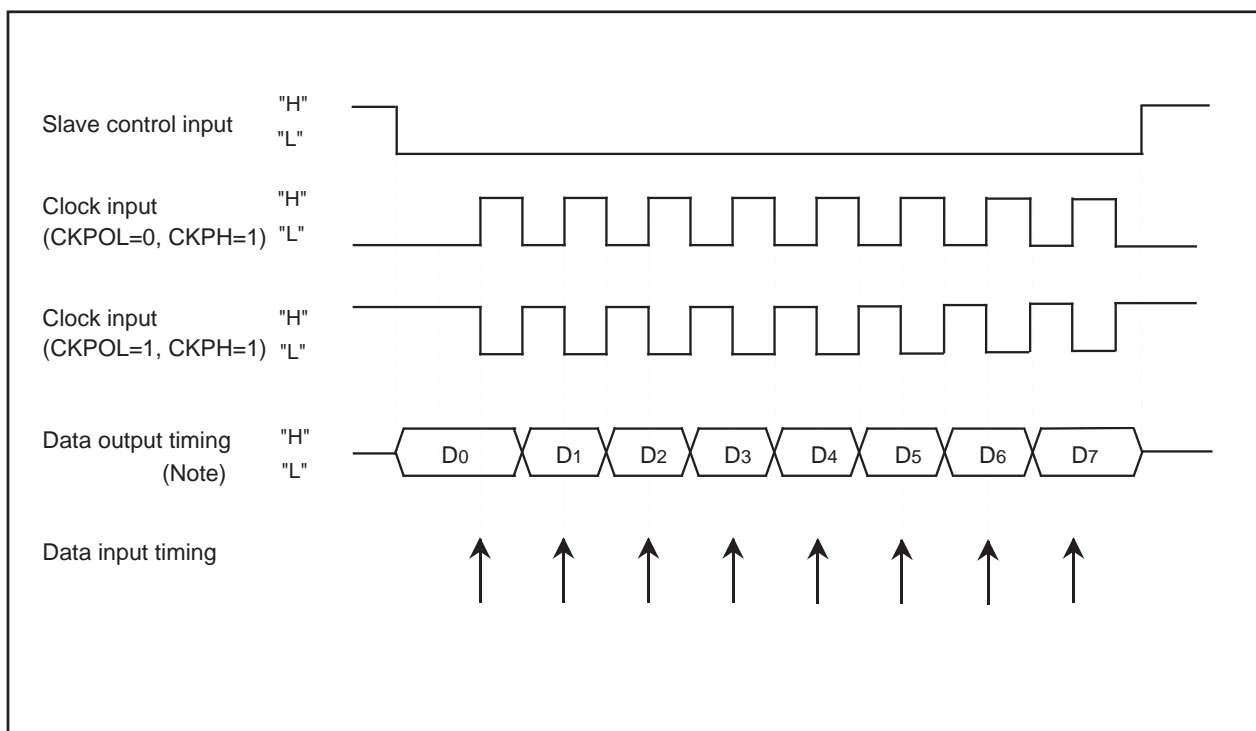 Slave control input
"H"
"L"
Clock input
(CKPOL=0, CKPH=1)
"H"
"L"
Clock input
(CKPOL=1, CKPH=1)
"H"
"L"
Data output timing
(Note)
"H"
"L"
D0 D1 D2 D3 D4 D5 D6 D7
Data input timing